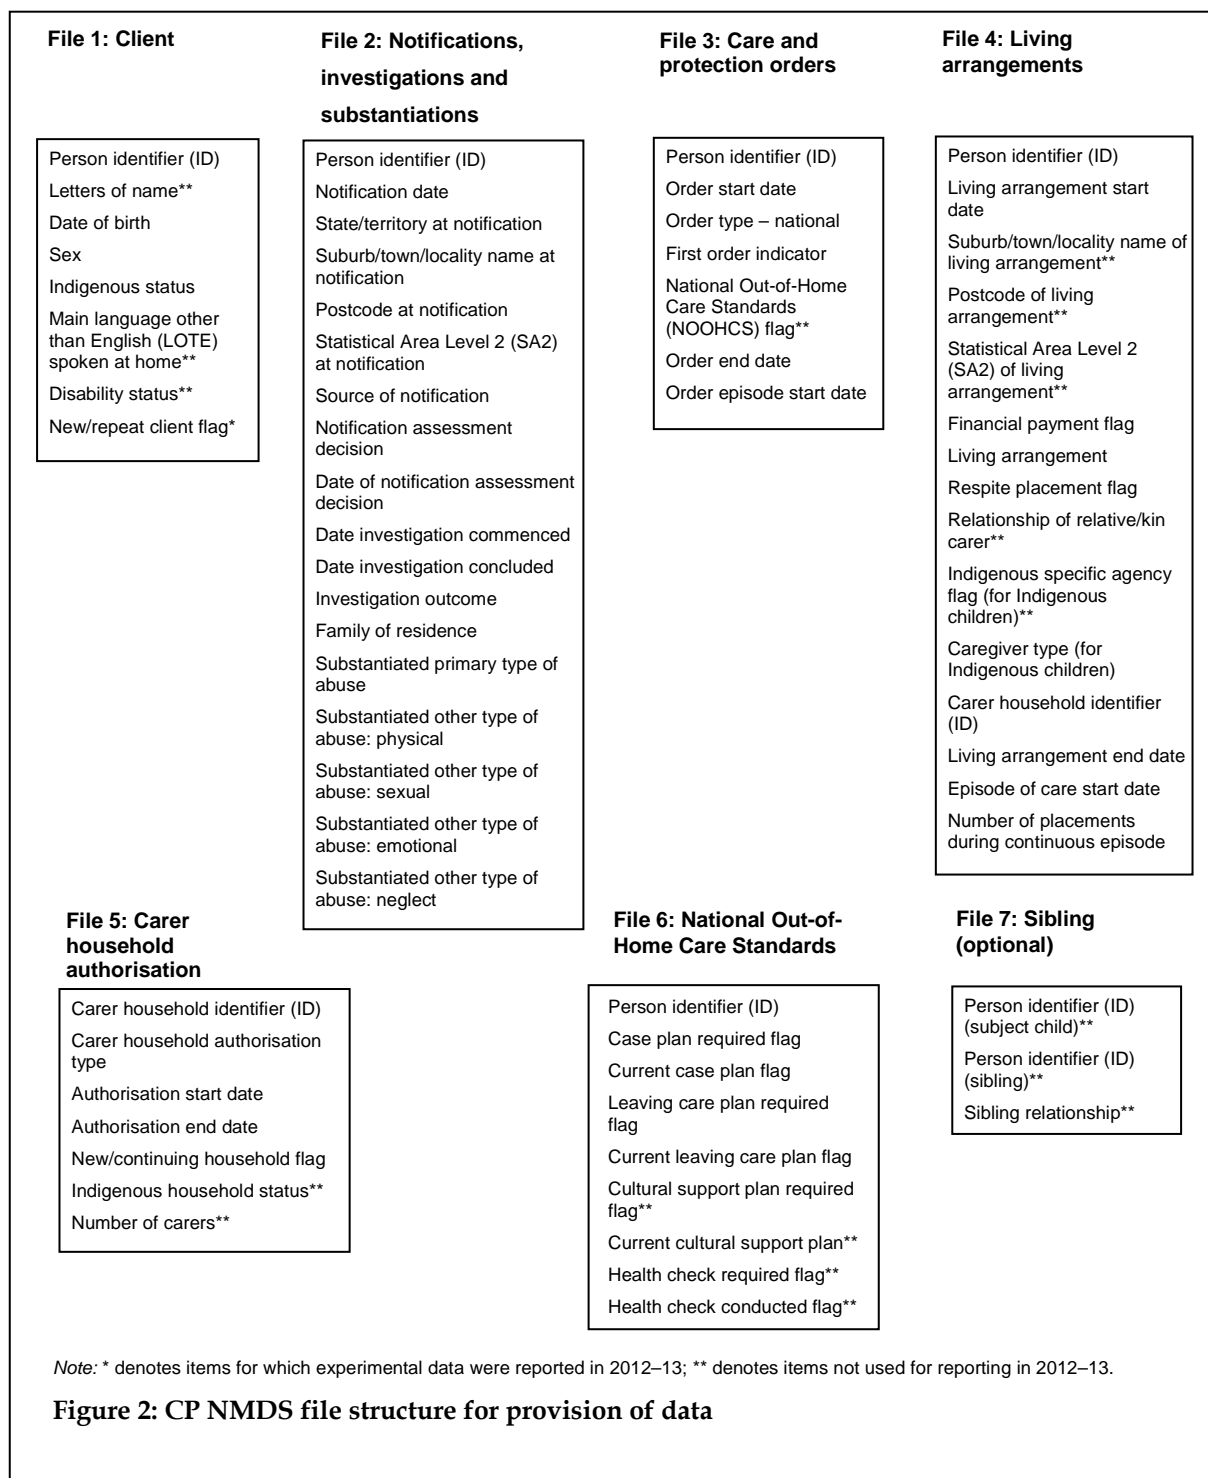 File 1: Client
Person identifier (ID)
Letters of name**
Date of birth
Sex
Indigenous status
Main language other
than English (LOTE)
spoken at home**
Disability status**
New/repeat client flag*
File 2: Notifications,
investigations and
substantiations
Person identifier (ID)
Notification date
State/territory at notification
Suburb/town/locality name at
notification
Postcode at notification
Statistical Area Level 2 (SA2)
at notification
Source of notification
Notification assessment
decision
Date of notification assessment
decision
Date investigation commenced
Date investigation concluded
Investigation outcome
Family of residence
Substantiated primary type of
abuse
Substantiated other type of
abuse: physical
Substantiated other type of
abuse: sexual
Substantiated other type of
abuse: emotional
Substantiated other type of
abuse: neglect
File 3: Care and
protection orders
Person identifier (ID)
Order start date
Order type – national
First order indicator
National Out-of-Home
Care Standards
(NOOHCS) flag**
Order end date
Order episode start date
File 4: Living
arrangements
Person identifier (ID)
Living arrangement start
date
Suburb/town/locality name of
living arrangement**
Postcode of living
arrangement**
Statistical Area Level 2
(SA2) of living
arrangement**
Financial payment flag
Living arrangement
Respite placement flag
Relationship of relative/kin
carer**
Indigenous specific agency
flag (for Indigenous
children)**
Caregiver type (for
Indigenous children)
Carer household identifier
(ID)
Living arrangement end date
Episode of care start date
Number of placements
during continuous episode
File 5: Carer
household
authorisation
Carer household identifier (ID)
Carer household authorisation
type
Authorisation start date
Authorisation end date
New/continuing household flag
Indigenous household status**
Number of carers**
File 6: National Out-of-
Home Care Standards
Person identifier (ID)
Case plan required flag
Current case plan flag
Leaving care plan required
flag
Current leaving care plan flag
Cultural support plan required
flag**
Current cultural support plan**
Health check required flag**
Health check conducted flag**
File 7: Sibling
(optional)
Person identifier (ID)
(subject child)**
Person identifier (ID)
(sibling)**
Sibling relationship**
Note: * denotes items for which experimental data were reported in 2012–13; ** denotes items not used for reporting in 2012–13.
Figure 2: CP NMDS file structure for provision of data